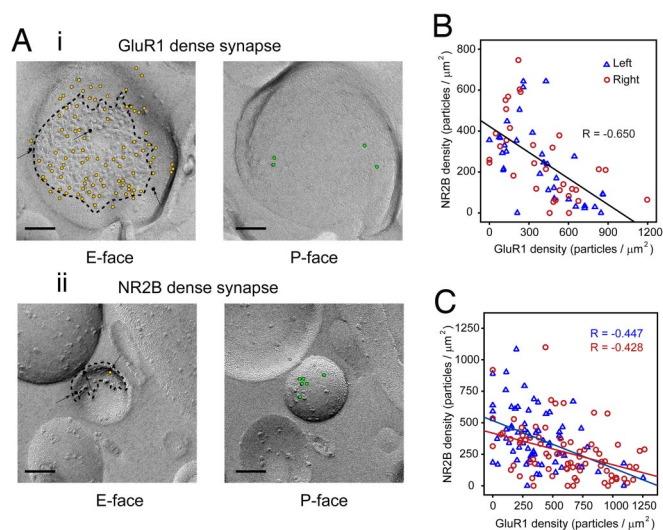 A
i
GluR1 dense synapse
E-face
P-face
ii
NR2B dense synapse
E-face
P-face
B
NR2B density (particles / μm²)
800
600
400
200
0
Left
Right
R = -0.650
0 300 600 900 1200
GluR1 density (particles / μm²)
C
NR2B density (particles / μm²)
1250
1000
750
500
250
0
R = -0.447
R = -0.428
0 250 500 750 1000 1250
GluR1 density (particles / μm²)